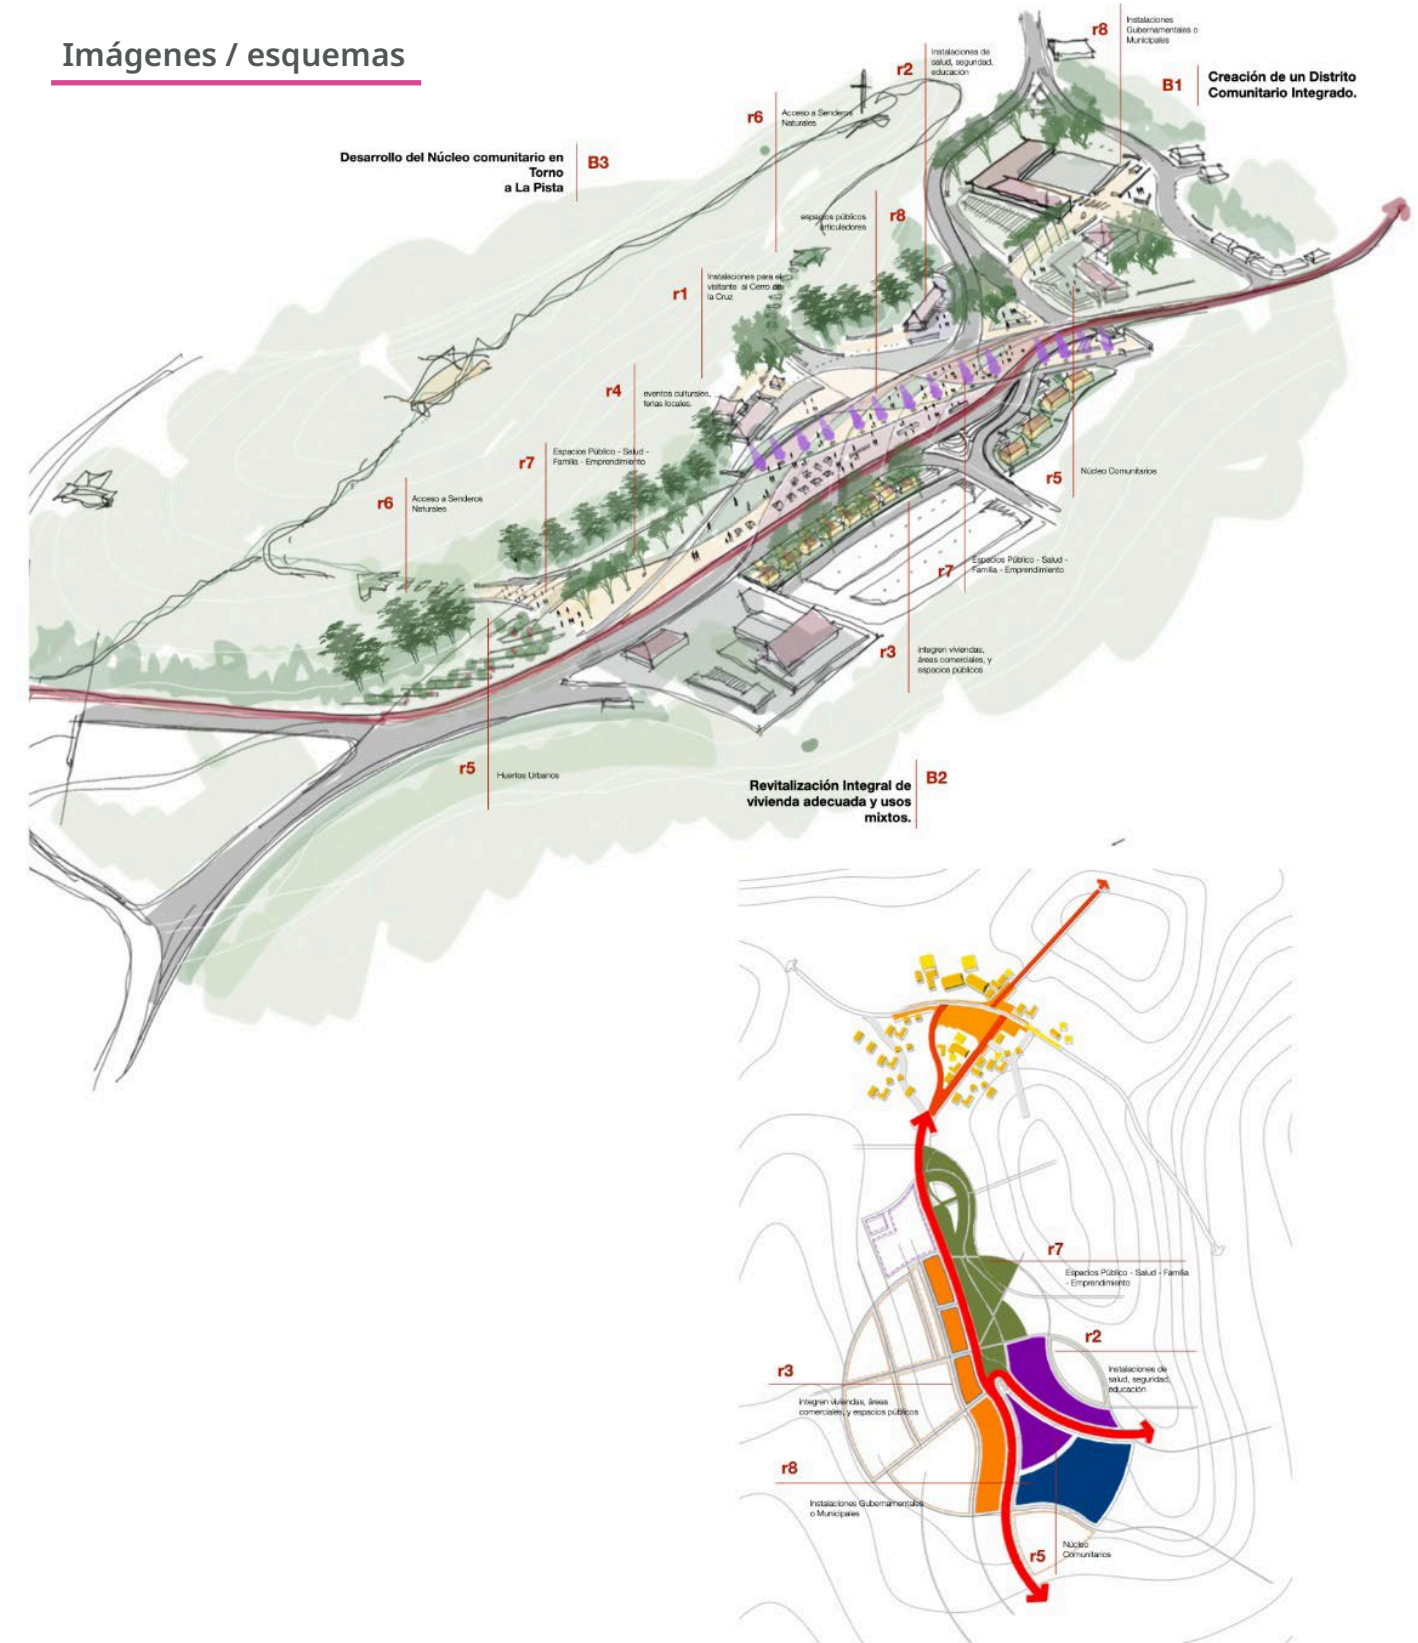 Imágenes / esquemas
r8
Instalaciones
Gubernamentales o
Municipales
r2
Instalaciones de
salud, seguridad,
educación
B1
Creación de un Distrito
Comunitario Integrado.
r6
Acceso a Senderos
Naturales
Desarrollo del Núcleo comunitario en
Torno
a La Pista
B3
espacios públicos
articuladores
r8
r1
Instalaciones para el
visitante al Cerro de
la Cruz
r4
eventos culturales,
ferias locales.
r7
Espacios Público - Salud -
Familia - Emprendimiento
r5
Núcleo Comunitarios
r6
Acceso a Senderos
Naturales
r7
Espacios Público - Salud -
Familia - Emprendimiento
r3
integren viviendas,
áreas comerciales, y
espacios públicos
r5
Huertos Urbanos
Revitalización Integral de
vivienda adecuada y usos
mixtos.
B2
r7
Espacios Público - Salud - Familia
- Emprendimiento
r2
Instalaciones de
salud, seguridad,
educación
r3
integren viviendas, áreas
comerciales, y espacios públicos
r8
Instalaciones Gubernamentales
o Municipales
r5
Núcleo
Comunitarios